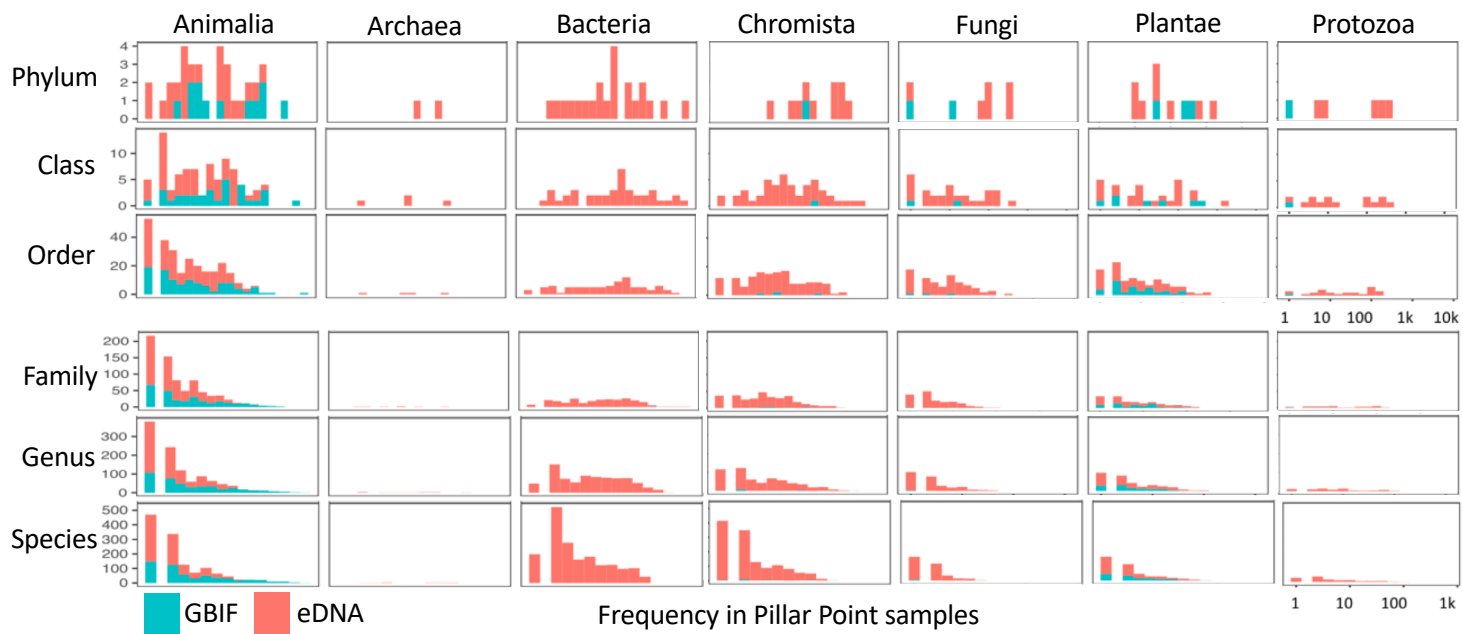 Animalia Archaea Bacteria Chromista Fungi Plantae Protozoa
Phylum
4
3
2
1
0
Class
10
5
0
Order
40
20
0
1 10 100 1k 10k
Family
200
150
100
50
0
Genus
300
200
100
0
Species
500
400
300
200
100
0
1 10 100 1k
GBIF eDNA Frequency in Pillar Point samples